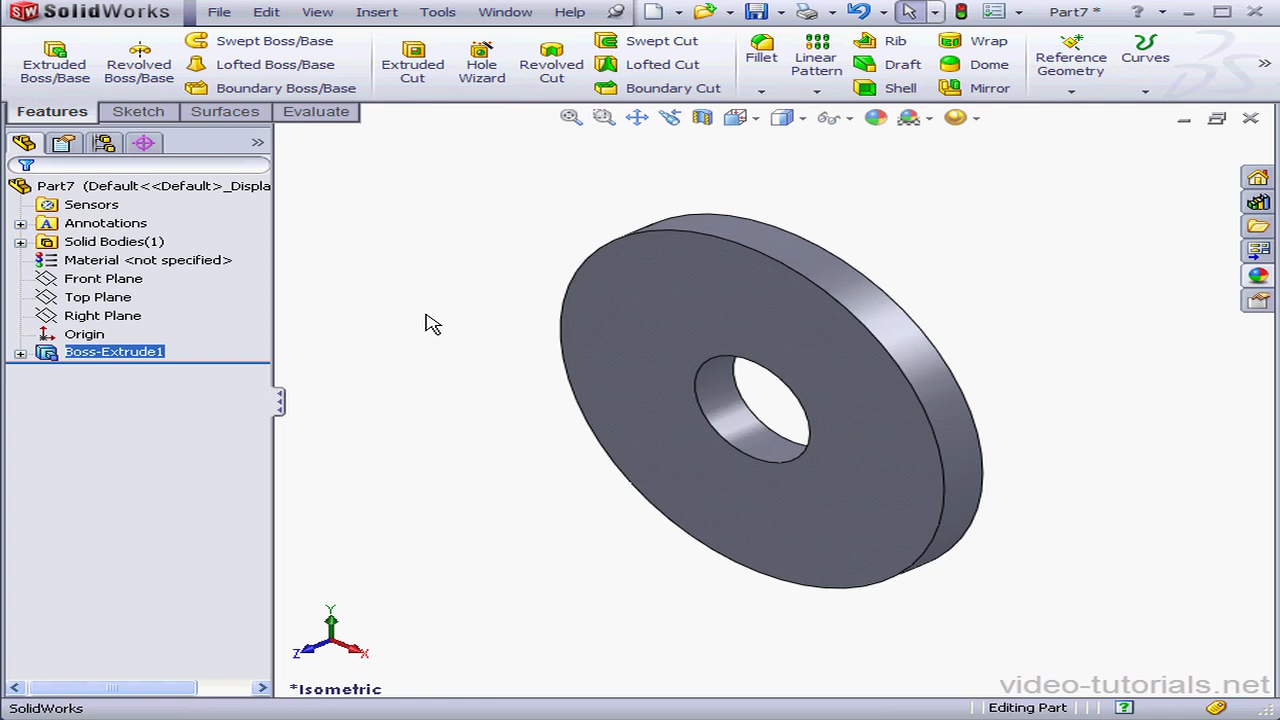 SolidWorks File Edit View Insert Tools Window Help Part7 *
Extruded Boss/Base
Revolved Boss/Base
Swept Boss/Base
Lofted Boss/Base
Boundary Boss/Base
Extruded Cut
Hole Wizard
Revolved Cut
Swept Cut
Lofted Cut
Boundary Cut
Fillet
Linear Pattern
Rib
Draft
Shell
Wrap
Dome
Mirror
Reference Geometry
Curves
Features Sketch Surfaces Evaluate
Part7 (Default<<Default>_Displa
Sensors
Annotations
Solid Bodies(1)
Material <not specified>
Front Plane
Top Plane
Right Plane
Origin
Boss-Extrude1
Y
Z
X
*Isometric
video-tutorials.net
SolidWorks Editing Part